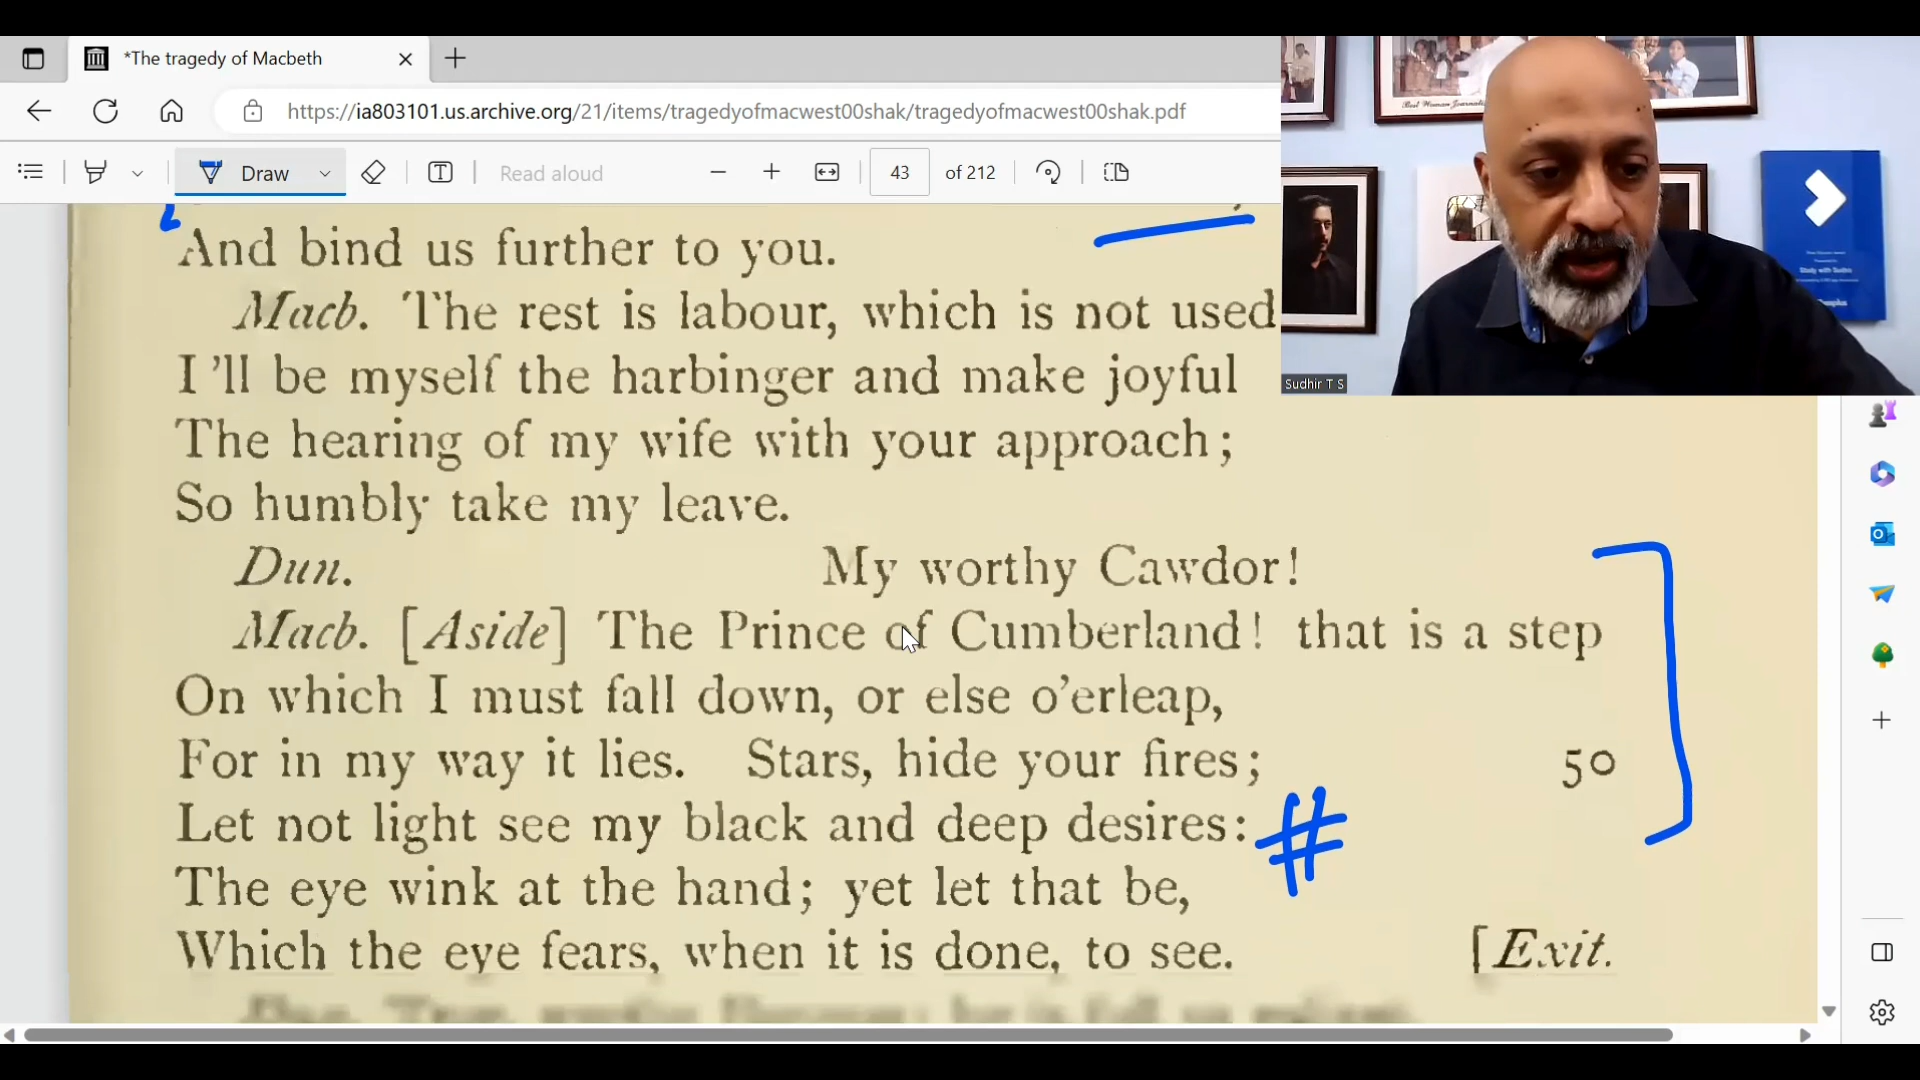 *The tragedy of Macbeth
https://ia803101.us.archive.org/21/items/tragedyofmacwest00shak/tragedyofmacwest00shak.pdf
Draw
Read aloud
43 of 212
And bind us further to you.
Macb. The rest is labour, which is not used
I 'll be myself the harbinger and make joyful
The hearing of my wife with your approach;
So humbly take my leave.
Dun. My worthy Cawdor!
Macb. [Aside] The Prince of Cumberland! that is a step
On which I must fall down, or else o'erleap,
For in my way it lies. Stars, hide your fires; 50
Let not light see my black and deep desires: #
The eye wink at the hand; yet let that be,
Which the eye fears, when it is done, to see. [Exit.
Sudhir T S